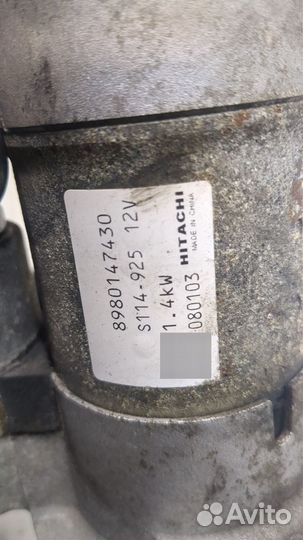 8980147430
S114-925 12V
1.4kW HITACHI
080103 MADE IN CHINA
Avito